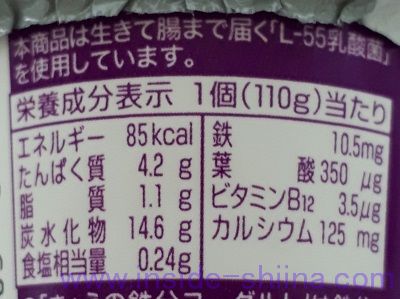 本商品は生きて腸まで届く「L-55乳酸菌」
を使用しています。
栄養成分表示 1個(110g)当たり
エネルギー 85kcal
たんぱく質 4.2 g
脂質 1.1 g
炭水化物 14.6 g
食塩相当量 0.24g
鉄 10.5mg
葉酸 350 μg
ビタミンB12 3.5μg
カルシウム 125 mg
www.inside-shiina.com